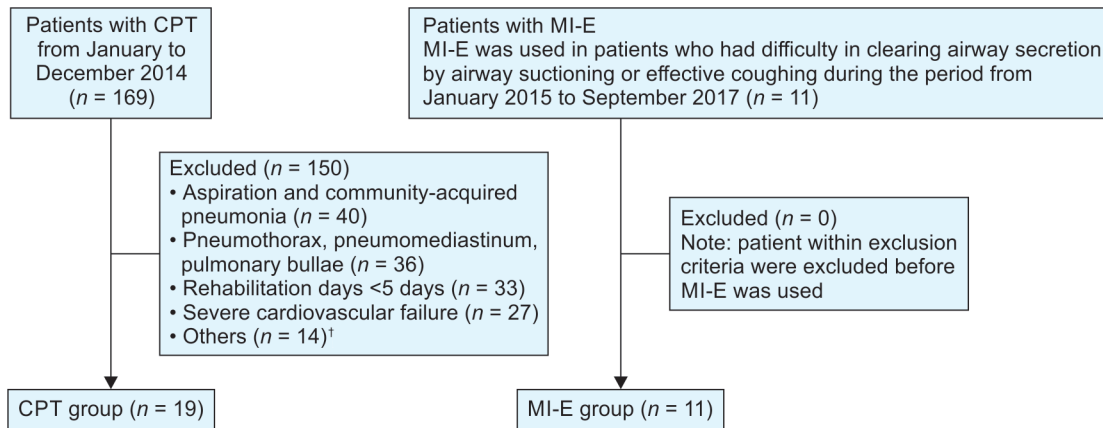 Patients with CPT
from January to
December 2014
(n = 169)
Patients with MI-E
MI-E was used in patients who had difficulty in clearing airway secretion
by airway suctioning or effective coughing during the period from
January 2015 to September 2017 (n = 11)
Excluded (n = 150)
• Aspiration and community-acquired
pneumonia (n = 40)
• Pneumothorax, pneumomediastinum,
pulmonary bullae (n = 36)
• Rehabilitation days <5 days (n = 33)
• Severe cardiovascular failure (n = 27)
• Others (n = 14)†
Excluded (n = 0)
Note: patient within exclusion
criteria were excluded before
MI-E was used
CPT group (n = 19)
MI-E group (n = 11)